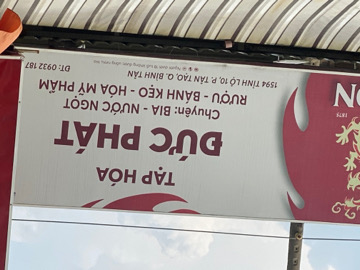 TẠP HÓA
ĐỨC PHÁT
Chuyên: BIA - NƯỚC NGỌT
RƯỢU - BÁNH KẸO - HÓA MỸ PHẨM
1594 TỈNH LỘ 10, P. TÂN TẠO, Q. BÌNH TÂN
ĐT: 0932 187
1875